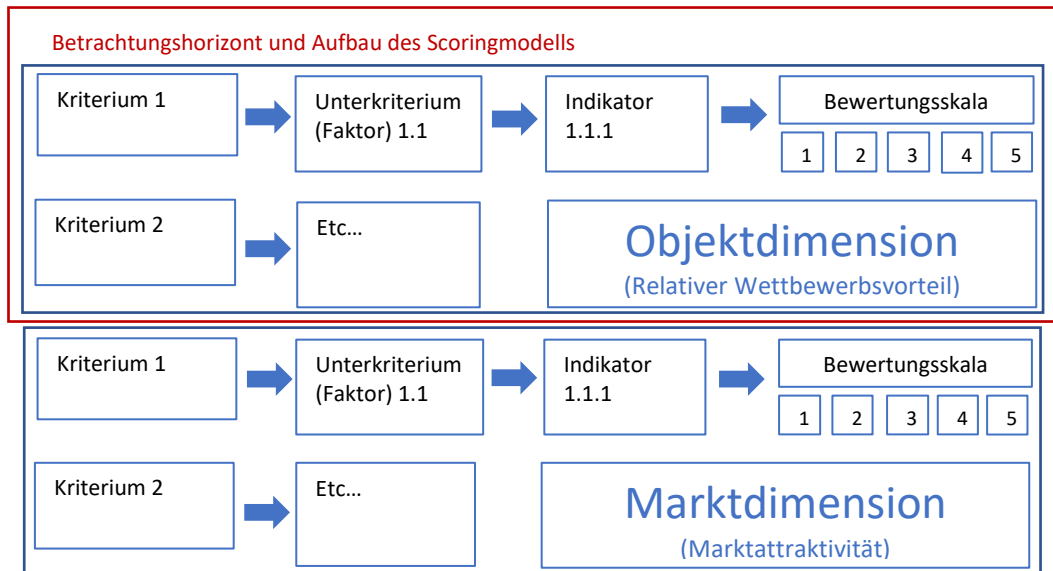 Betrachtungshorizont und Aufbau des Scoringmodells
Kriterium 1
Unterkriterium
(Faktor) 1.1
Indikator
1.1.1
Bewertungsskala
1 2 3 4 5
Kriterium 2
Etc…
Objektdimension
(Relativer Wettbewerbsvorteil)
Kriterium 1
Unterkriterium
(Faktor) 1.1
Indikator
1.1.1
Bewertungsskala
1 2 3 4 5
Kriterium 2
Etc…
Marktdimension
(Marktattraktivität)